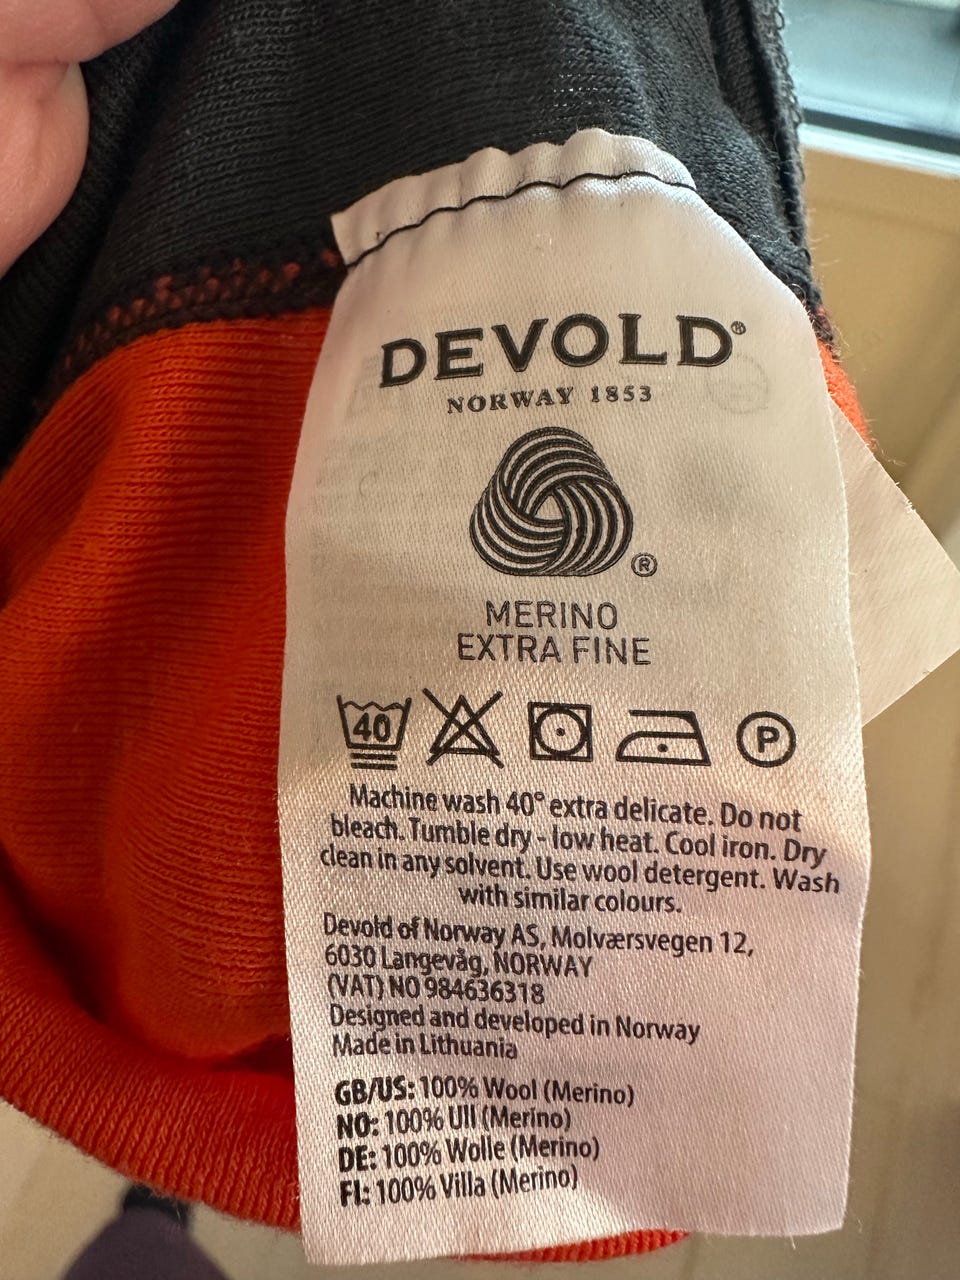 DEVOLD®
NORWAY 1853
®
MERINO
EXTRA FINE
40
P
Machine wash 40° extra delicate. Do not
bleach. Tumble dry - low heat. Cool iron. Dry
clean in any solvent. Use wool detergent. Wash
with similar colours.
Devold of Norway AS, Molværsvegen 12,
6030 Langevåg, NORWAY
(VAT) NO 984636318
Designed and developed in Norway
Made in Lithuania
GB/US: 100% Wool (Merino)
NO: 100% Ull (Merino)
DE: 100% Wolle (Merino)
FI: 100% Villa (Merino)